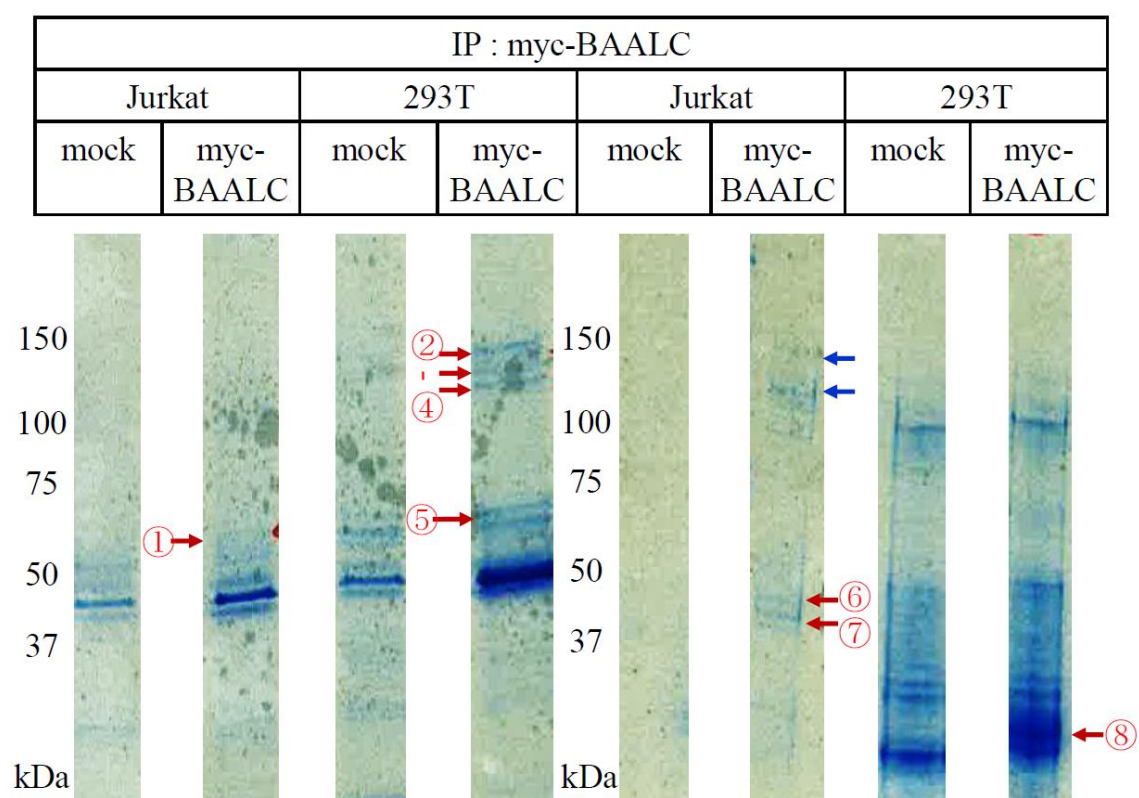 IP : myc-BAALC
Jurkat 293T Jurkat 293T
mock myc-BAALC mock myc-BAALC mock myc-BAALC mock myc-BAALC
150 ② 150
④
100 100
75 75
① ⑤
50 50
⑥
37 ⑦ 37
⑧
kDa kDa